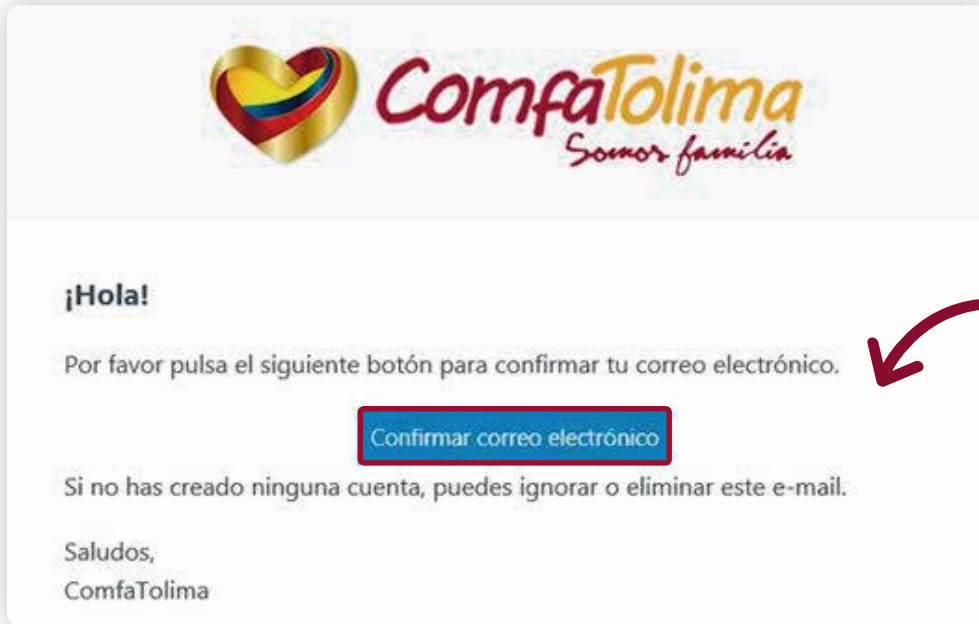 ComfaTolima
Somos familia
¡Hola!
Por favor pulsa el siguiente botón para confirmar tu correo electrónico.
Confirmar correo electrónico
Si no has creado ninguna cuenta, puedes ignorar o eliminar este e-mail.
Saludos,
ComfaTolima